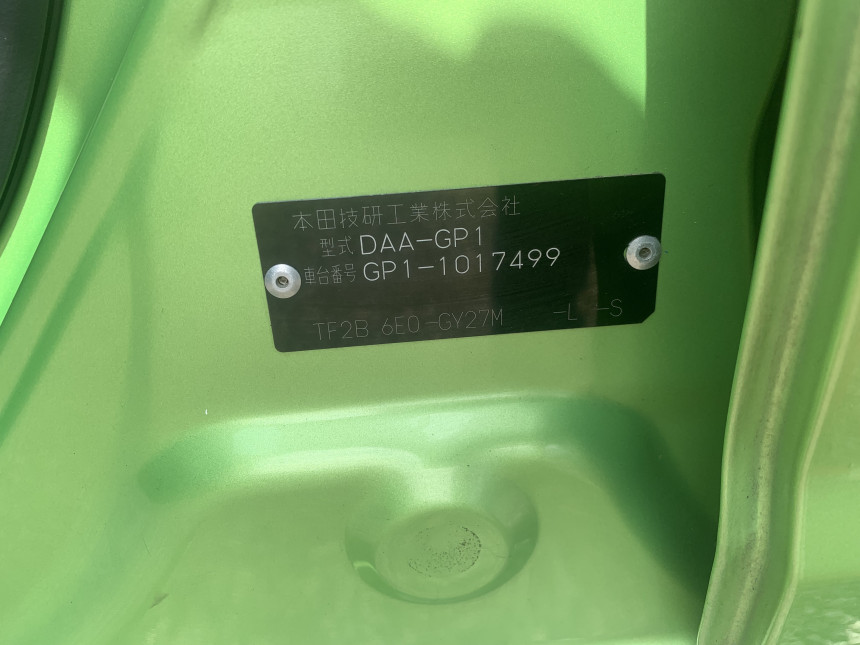 本田技研工業株式会社
型式 DAA-GP1
車台番号 GP1-1017499
TF2B 6E0-GY27M -L -S